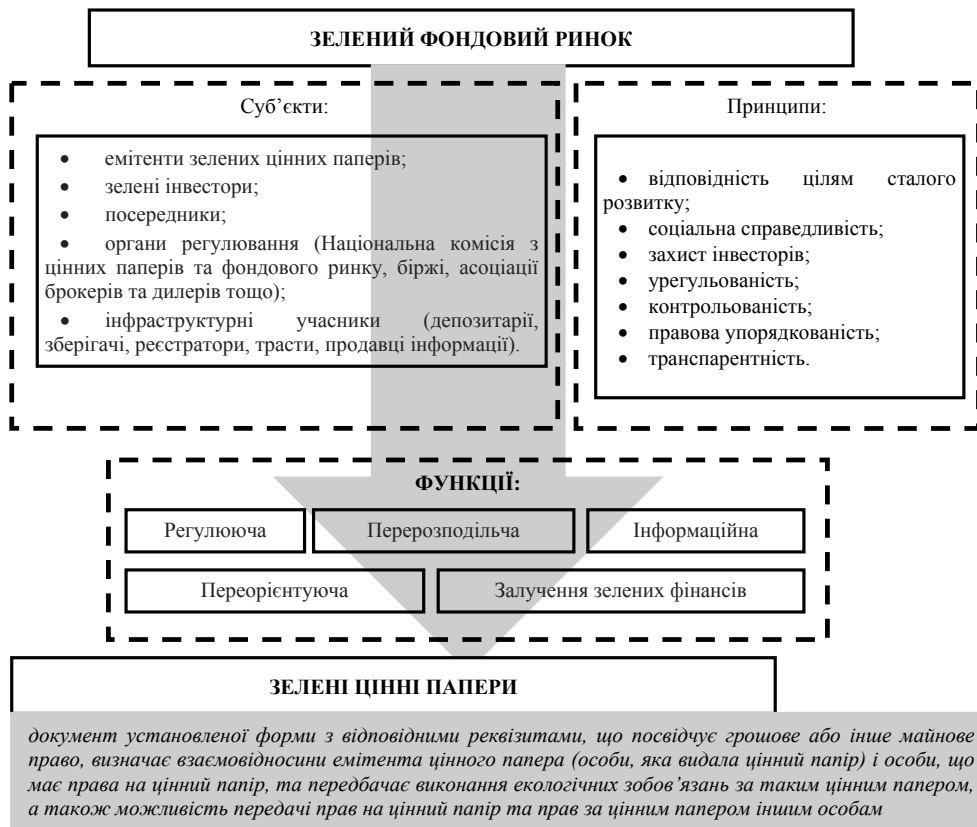 ЗЕЛЕНИЙ ФОНДОВИЙ РИНОК
Суб’єкти:
• емітенти зелених цінних паперів;
• зелені інвестори;
• посередники;
• органи регулювання (Національна комісія з
цінних паперів та фондового ринку, біржі, асоціації
брокерів та дилерів тощо);
• інфраструктурні учасники (депозитарії,
зберігачі, реєстратори, трасти, продавці інформації).
Принципи:
• відповідність цілям сталого
розвитку;
• соціальна справедливість;
• захист інвесторів;
• урегульованість;
• контрольованість;
• правова упорядкованість;
• транспарентність.
ФУНКЦІЇ:
Регулююча
Перерозподільча
Інформаційна
Переорієнтуюча
Залучення зелених фінансів
ЗЕЛЕНІ ЦІННІ ПАПЕРИ
документ установленої форми з відповідними реквізитами, що посвідчує грошове або інше майнове
право, визначає взаємовідносини емітента цінного папера (особи, яка видала цінний папір) і особи, що
має права на цінний папір, та передбачає виконання екологічних зобов’язань за таким цінним папером,
а також можливість передачі прав на цінний папір та прав за цінним папером іншим особам